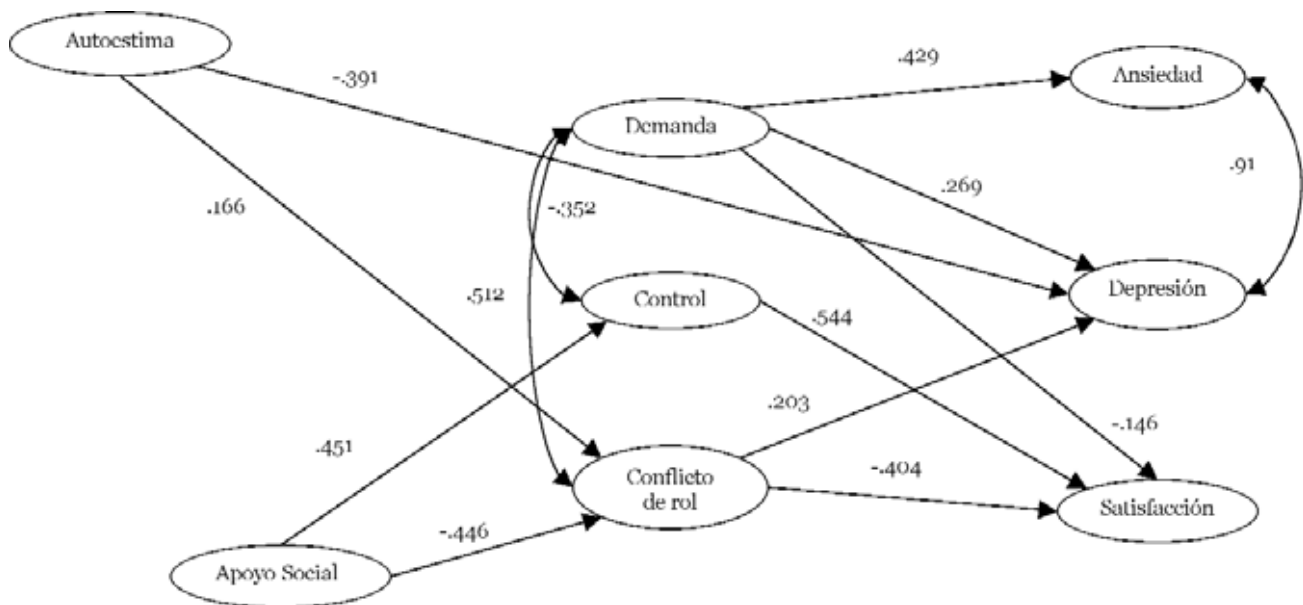 Autoestima
-.391
.429
Ansiedad
Demanda
.166
-.352
.269
.91
.512
Control
.544
Depresión
.451
.203
-.146
Conflicto
de rol
-.404
Satisfacción
-.446
Apoyo Social